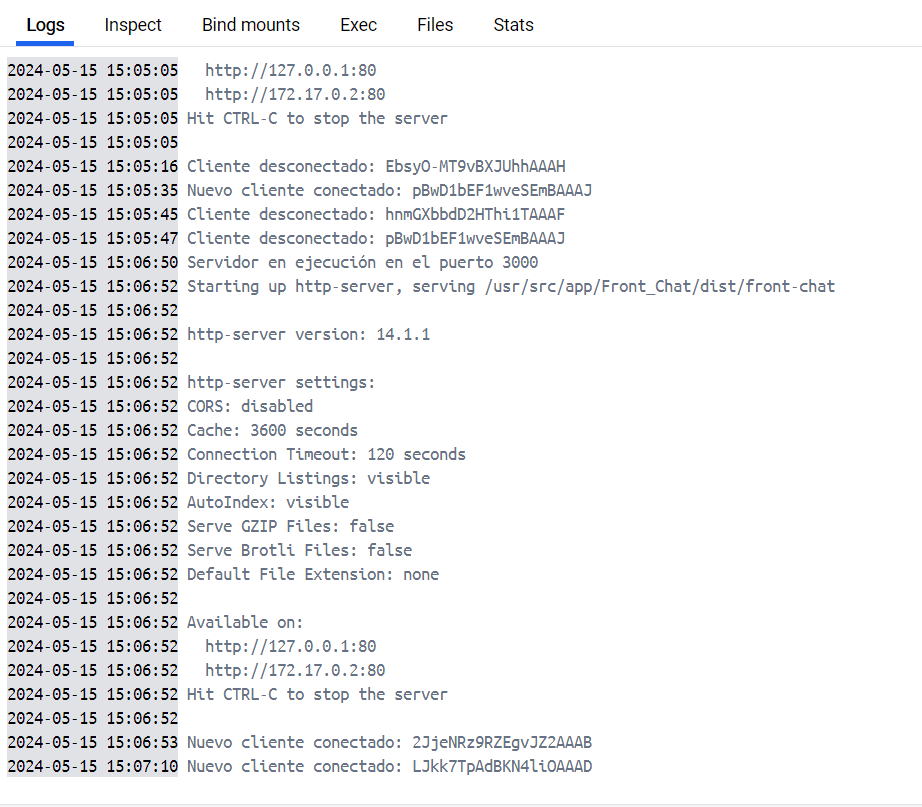 Logs Inspect Bind mounts Exec Files Stats
2024-05-15 15:05:05   http://127.0.0.1:80
2024-05-15 15:05:05   http://172.17.0.2:80
2024-05-15 15:05:05 Hit CTRL-C to stop the server
2024-05-15 15:05:05
2024-05-15 15:05:16 Cliente desconectado: EbsyO-MT9vBXJUhhAAAH
2024-05-15 15:05:35 Nuevo cliente conectado: pBwD1bEF1wveSEmBAAAJ
2024-05-15 15:05:45 Cliente desconectado: hnmGXbbdD2HThi1TAAAF
2024-05-15 15:05:47 Cliente desconectado: pBwD1bEF1wveSEmBAAAJ
2024-05-15 15:06:50 Servidor en ejecución en el puerto 3000
2024-05-15 15:06:52 Starting up http-server, serving /usr/src/app/Front_Chat/dist/front-chat
2024-05-15 15:06:52
2024-05-15 15:06:52 http-server version: 14.1.1
2024-05-15 15:06:52
2024-05-15 15:06:52 http-server settings:
2024-05-15 15:06:52 CORS: disabled
2024-05-15 15:06:52 Cache: 3600 seconds
2024-05-15 15:06:52 Connection Timeout: 120 seconds
2024-05-15 15:06:52 Directory Listings: visible
2024-05-15 15:06:52 AutoIndex: visible
2024-05-15 15:06:52 Serve GZIP Files: false
2024-05-15 15:06:52 Serve Brotli Files: false
2024-05-15 15:06:52 Default File Extension: none
2024-05-15 15:06:52
2024-05-15 15:06:52 Available on:
2024-05-15 15:06:52   http://127.0.0.1:80
2024-05-15 15:06:52   http://172.17.0.2:80
2024-05-15 15:06:52 Hit CTRL-C to stop the server
2024-05-15 15:06:52
2024-05-15 15:06:53 Nuevo cliente conectado: 2JjeNRz9RZEgvJZ2AAAB
2024-05-15 15:07:10 Nuevo cliente conectado: LJkk7TpAdBKN4liOAAAD